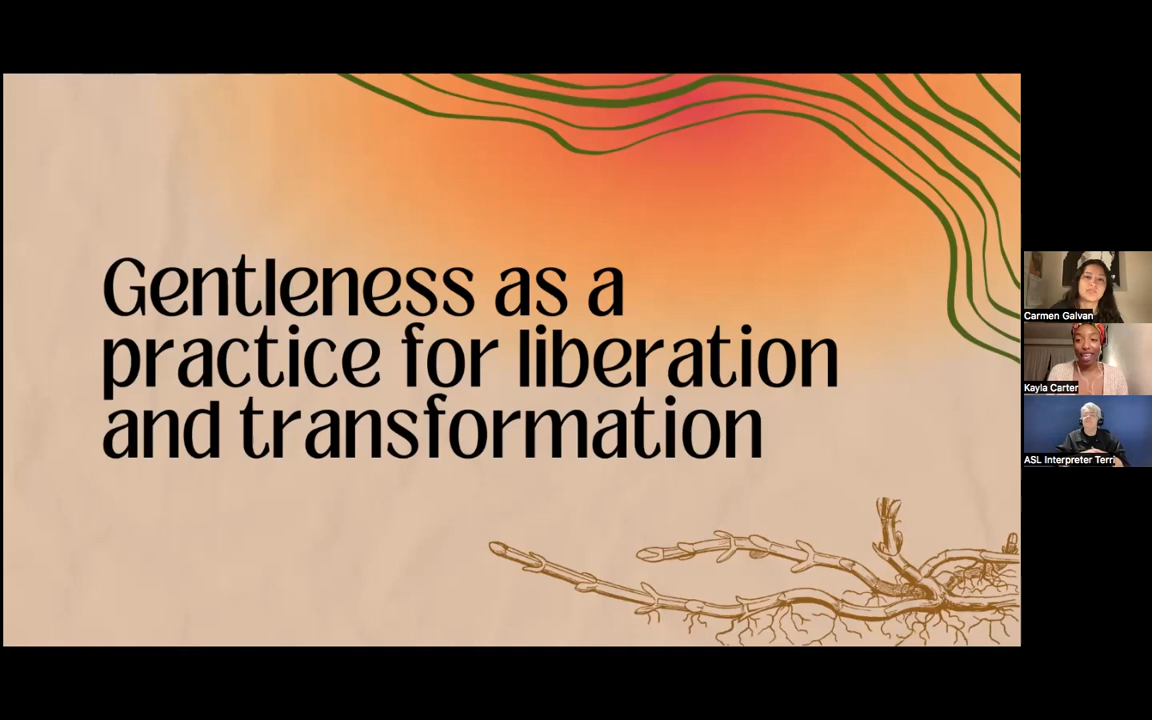 Gentleness as a
practice for liberation
and transformation
Carmen Galvan
Kayla Carter
ASL Interpreter Terri